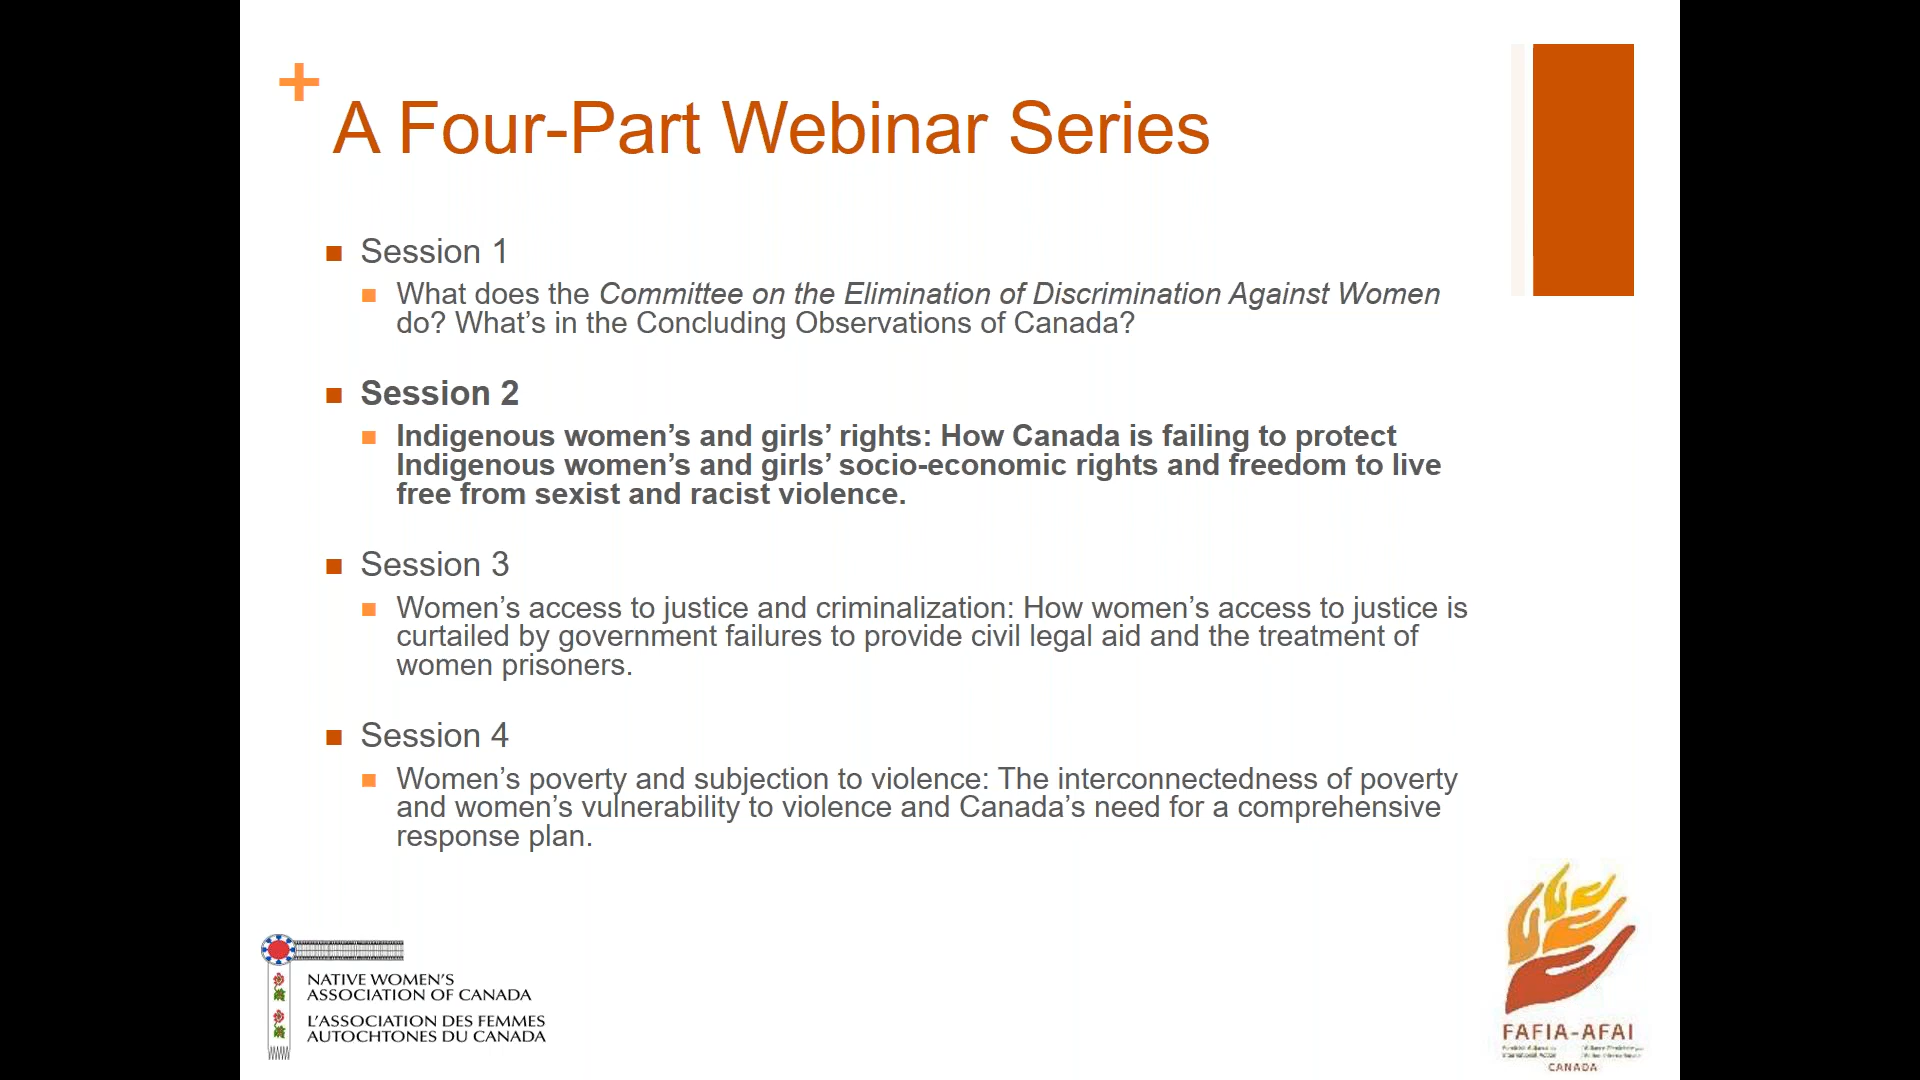 +
A Four-Part Webinar Series
Session 1
What does the Committee on the Elimination of Discrimination Against Women
do? What’s in the Concluding Observations of Canada?
Session 2
Indigenous women’s and girls’ rights: How Canada is failing to protect
Indigenous women’s and girls’ socio-economic rights and freedom to live
free from sexist and racist violence.
Session 3
Women’s access to justice and criminalization: How women’s access to justice is
curtailed by government failures to provide civil legal aid and the treatment of
women prisoners.
Session 4
Women’s poverty and subjection to violence: The interconnectedness of poverty
and women’s vulnerability to violence and Canada’s need for a comprehensive
response plan.
NATIVE WOMEN’S
ASSOCIATION OF CANADA
L’ASSOCIATION DES FEMMES
AUTOCHTONES DU CANADA
FAFIA-AFAI
International Action
CANADA